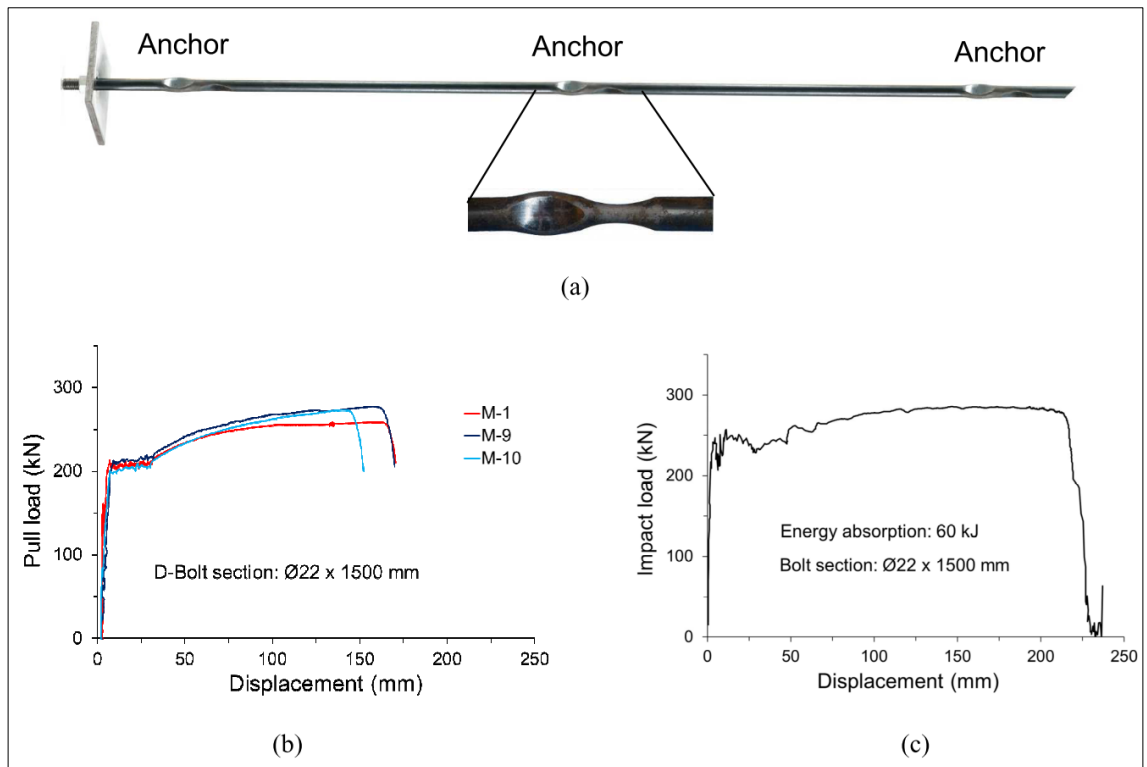 Anchor
Anchor
Anchor
(a)
300
200
100
0
0
50
100
150
200
250
Pull load (kN)
Displacement (mm)
M-1
M-9
M-10
D-Bolt section: Ø22 x 1500 mm
(b)
300
200
100
0
0
50
100
150
200
250
Impact load (kN)
Displacement (mm)
Energy absorption: 60 kJ
Bolt section: Ø22 x 1500 mm
(c)